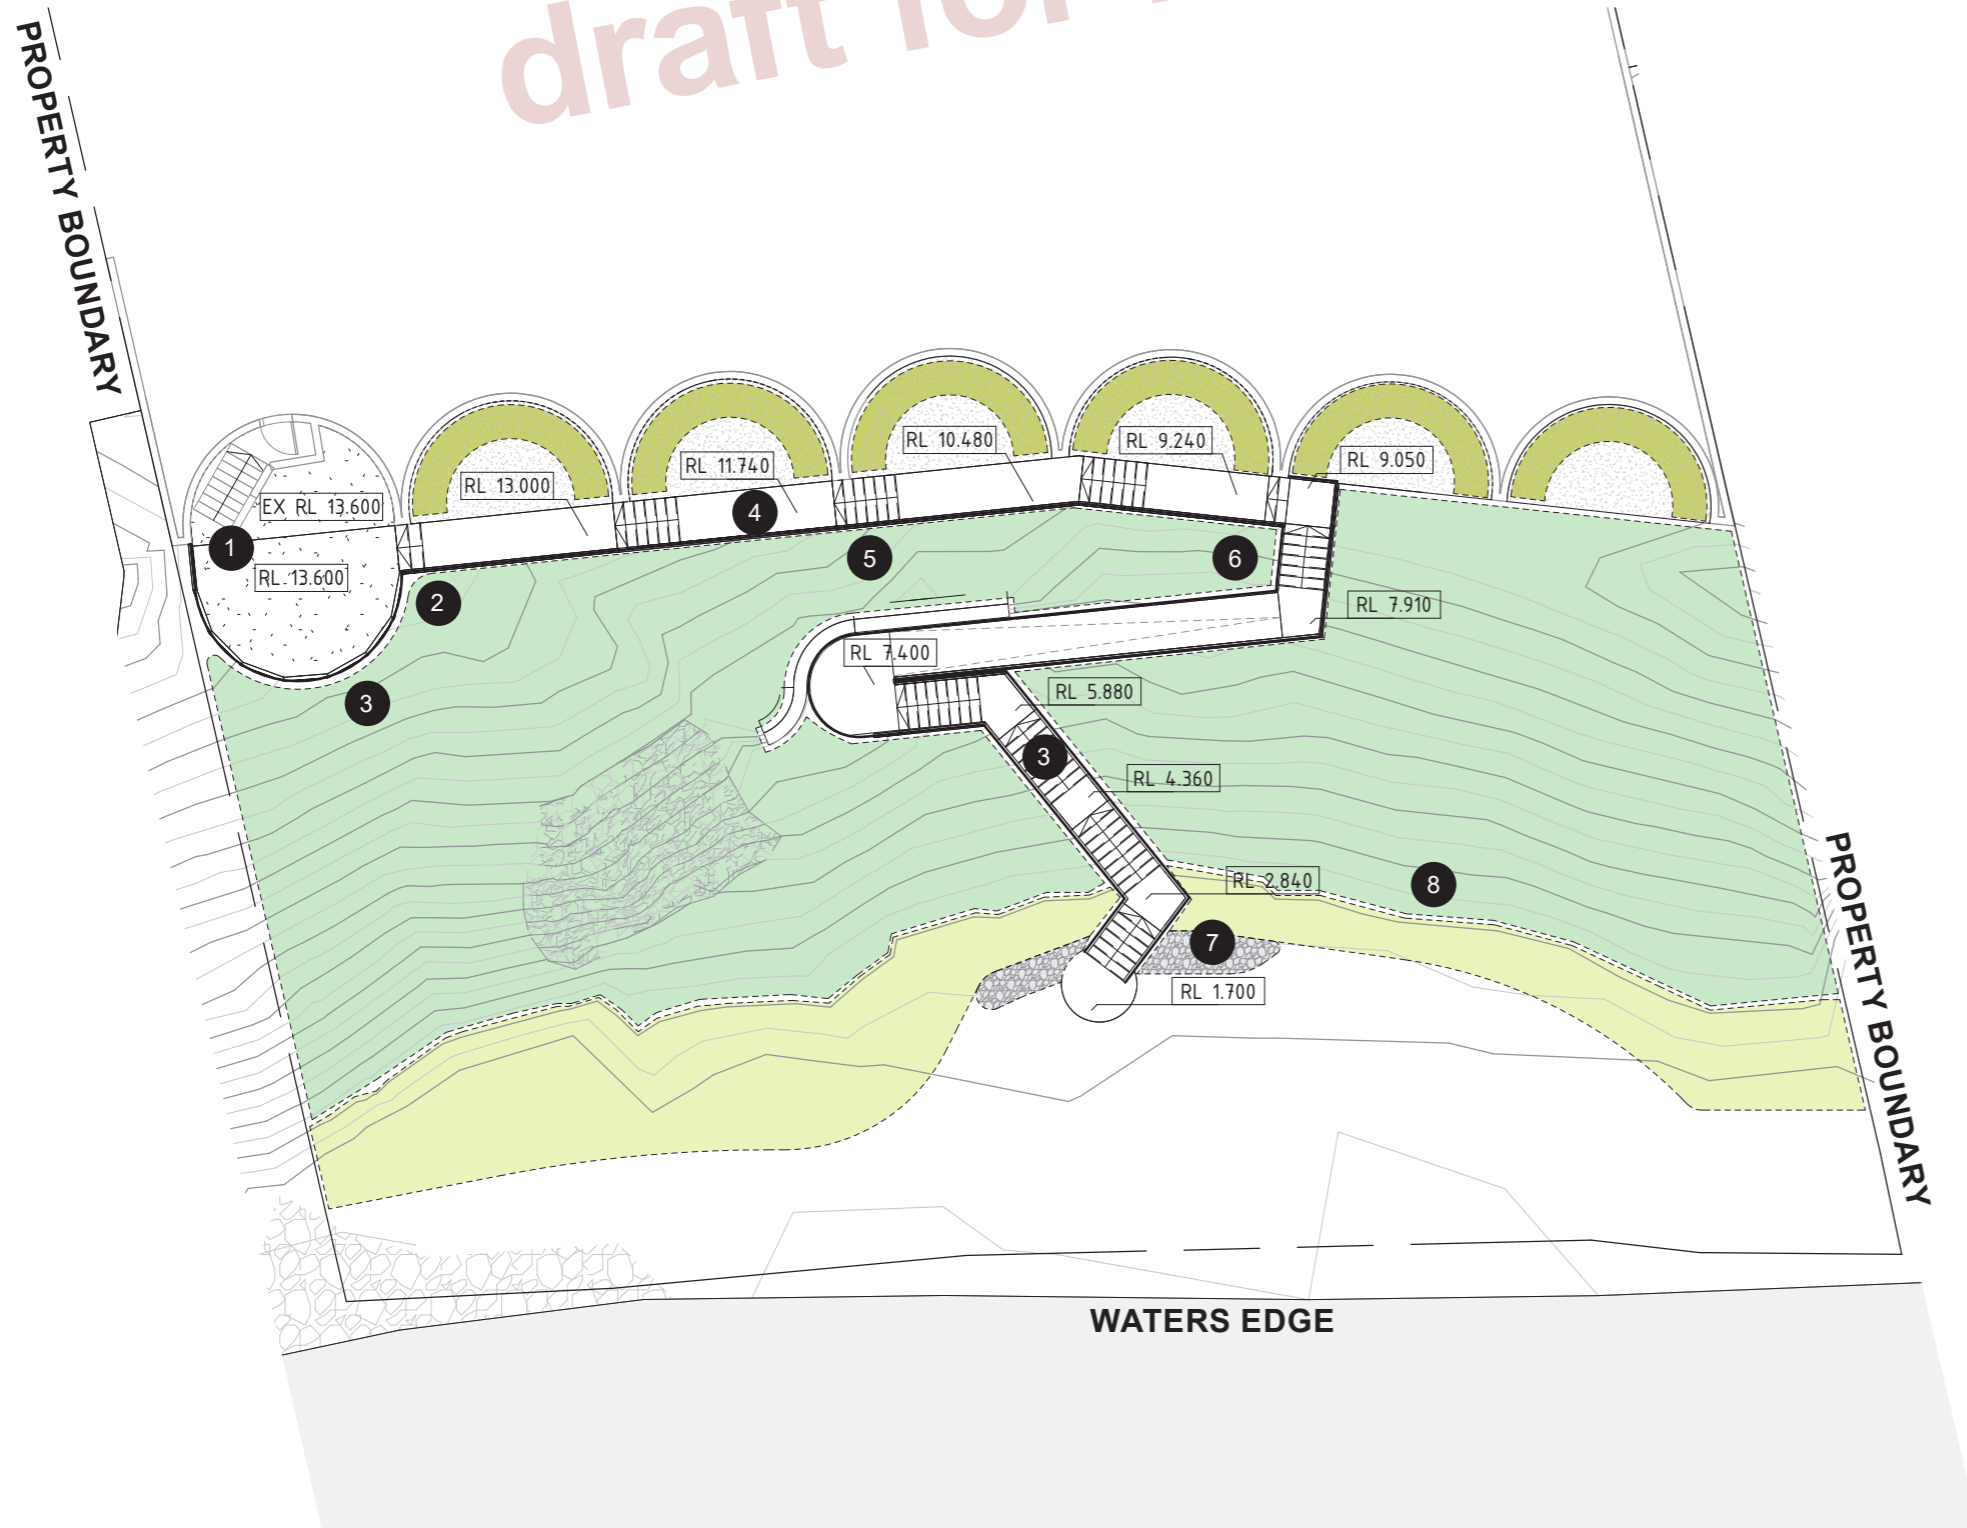 draft for
PROPERTY BOUNDARY
RL 10.480
RL 9.240
RL 9.050
RL 11.740
RL 13.000
EX RL 13.600
4
1
RL 13.600
5
6
2
RL 7.910
RL 7.400
3
RL 5.880
3
RL 4.360
RL 2.840
8
7
RL 1.700
PROPERTY BOUNDARY
WATERS EDGE